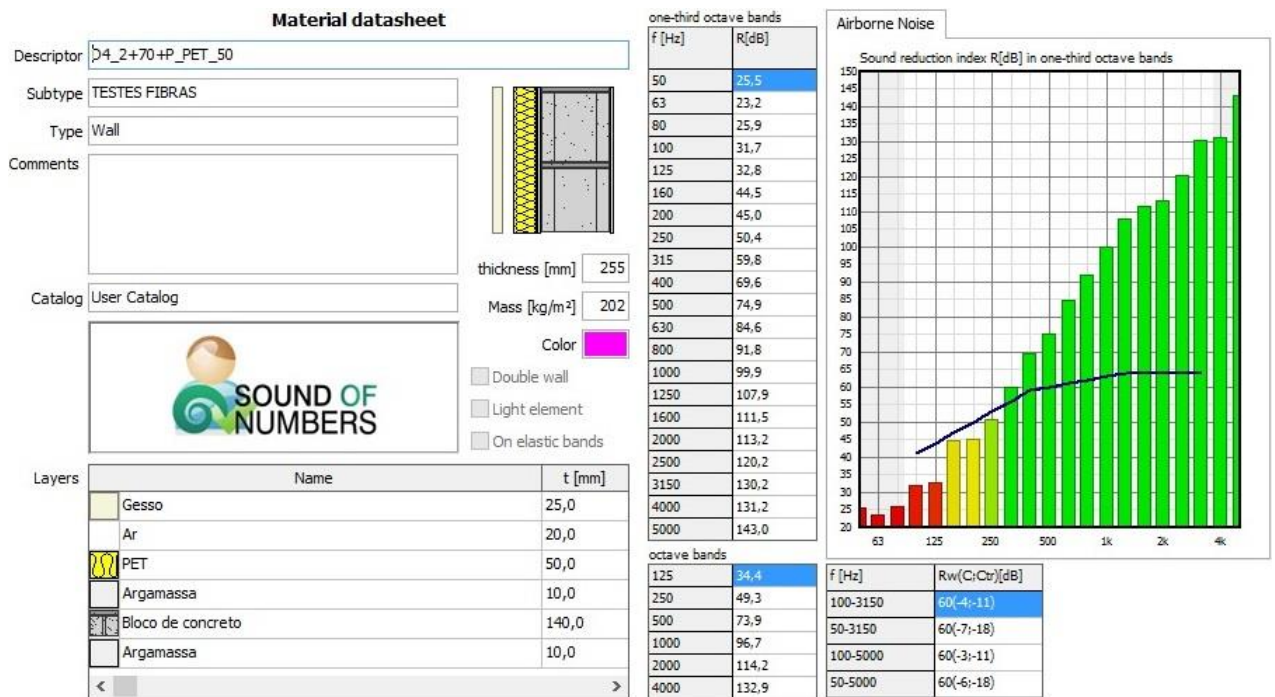 Material datasheet
Descriptor D4_2+70+P_PET_50
Subtype TESTES FIBRAS
Type Wall
Comments
thickness [mm] 255
Mass [kg/m²] 202
Color
Double wall
Light element
On elastic bands
Catalog User Catalog
SOUND OF
NUMBERS
Layers Name t [mm]
Gesso 25,0
Ar 20,0
PET 50,0
Argamassa 10,0
Bloco de concreto 140,0
Argamassa 10,0
< >
one-third octave bands
f [Hz] R[dB]
50 25,5
63 23,2
80 25,9
100 31,7
125 32,8
160 44,5
200 45,0
250 50,4
315 59,8
400 69,6
500 74,9
630 84,6
800 91,8
1000 99,9
1250 107,9
1600 111,5
2000 113,2
2500 120,2
3150 130,2
4000 131,2
5000 143,0
octave bands
125 34,4
250 49,3
500 73,9
1000 96,7
2000 114,2
4000 132,9
Airborne Noise
Sound reduction index R[dB] in one-third octave bands
150
145
140
135
130
125
120
115
110
105
100
95
90
85
80
75
70
65
60
55
50
45
40
35
30
25
20
63 125 250 500 1k 2k 4k
f [Hz] Rw(C;Ctr)[dB]
100-3150 60(-4;-11)
50-3150 60(-7;-18)
100-5000 60(-3;-11)
50-5000 60(-6;-18)